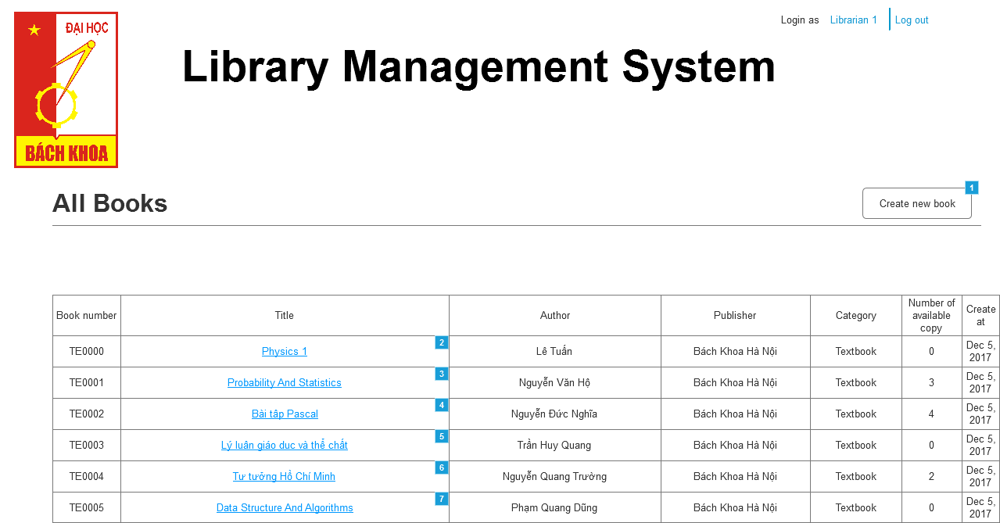 ĐẠI HỌC
BÁCH KHOA
Login as Librarian 1 Log out
Library Management System
All Books
1
Create new book
Book number Title Author Publisher Category Number of available copy Create at
2
TE0000 Physics 1 Lê Tuấn Bách Khoa Hà Nội Textbook 0 Dec 5, 2017
3
TE0001 Probability And Statistics Nguyễn Văn Hộ Bách Khoa Hà Nội Textbook 3 Dec 5, 2017
4
TE0002 Bài tâp Pascal Nguyễn Đức Nghĩa Bách Khoa Hà Nội Textbook 4 Dec 5, 2017
5
TE0003 Lý luân giáo duc và thể chất Trần Huy Quang Bách Khoa Hà Nội Textbook 0 Dec 5, 2017
6
TE0004 Tư tưởng Hồ Chí Minh Nguyễn Quang Trường Bách Khoa Hà Nội Textbook 2 Dec 5, 2017
7
TE0005 Data Structure And Algorithms Phạm Quang Dũng Bách Khoa Hà Nội Textbook 0 Dec 5, 2017